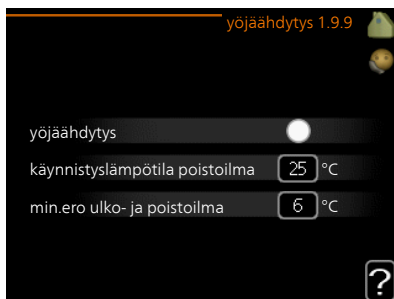 yöjäähdytys 1.9.9
yöjäähdytys
käynnistyslämpötila poistoilma 25 °C
min.ero ulko- ja poistoilma 6 °C
?